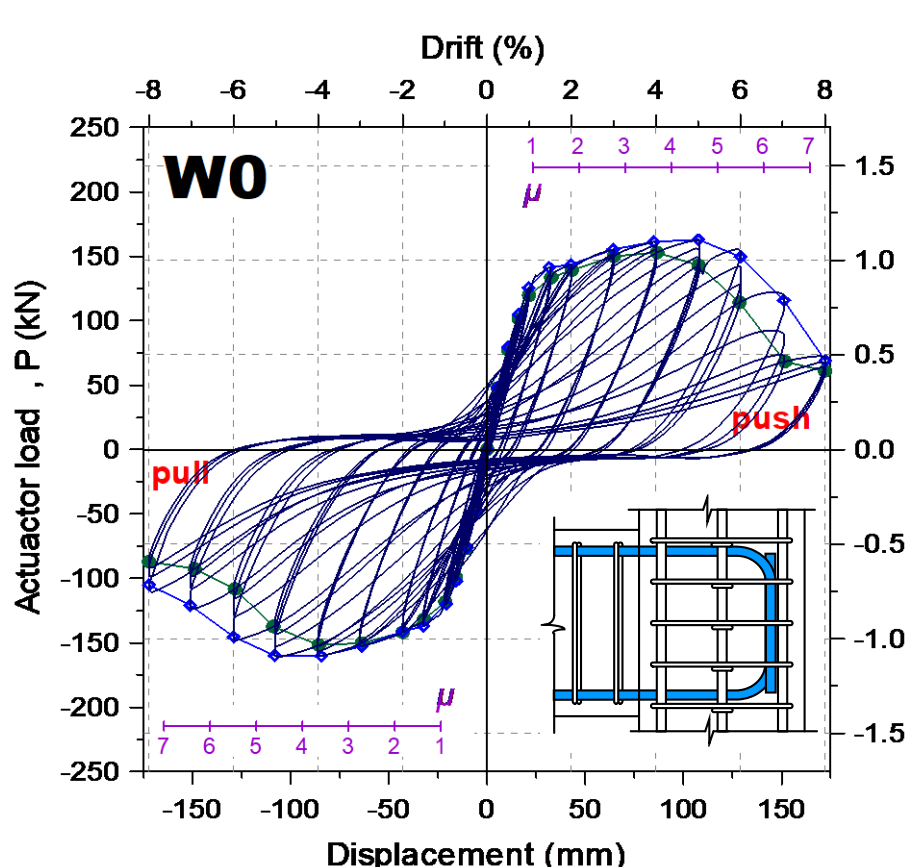 Drift (%)
-8 -6 -4 -2 0 2 4 6 8
250
200
150
100
50
0
-50
-100
-150
-200
-250
Actuactor load , P (kN)
W0
1 2 3 4 5 6 7
μ
push
pull
μ
7 6 5 4 3 2 1
1.5
1.0
0.5
0.0
-0.5
-1.0
-1.5
-150 -100 -50 0 50 100 150
Displacement (mm)